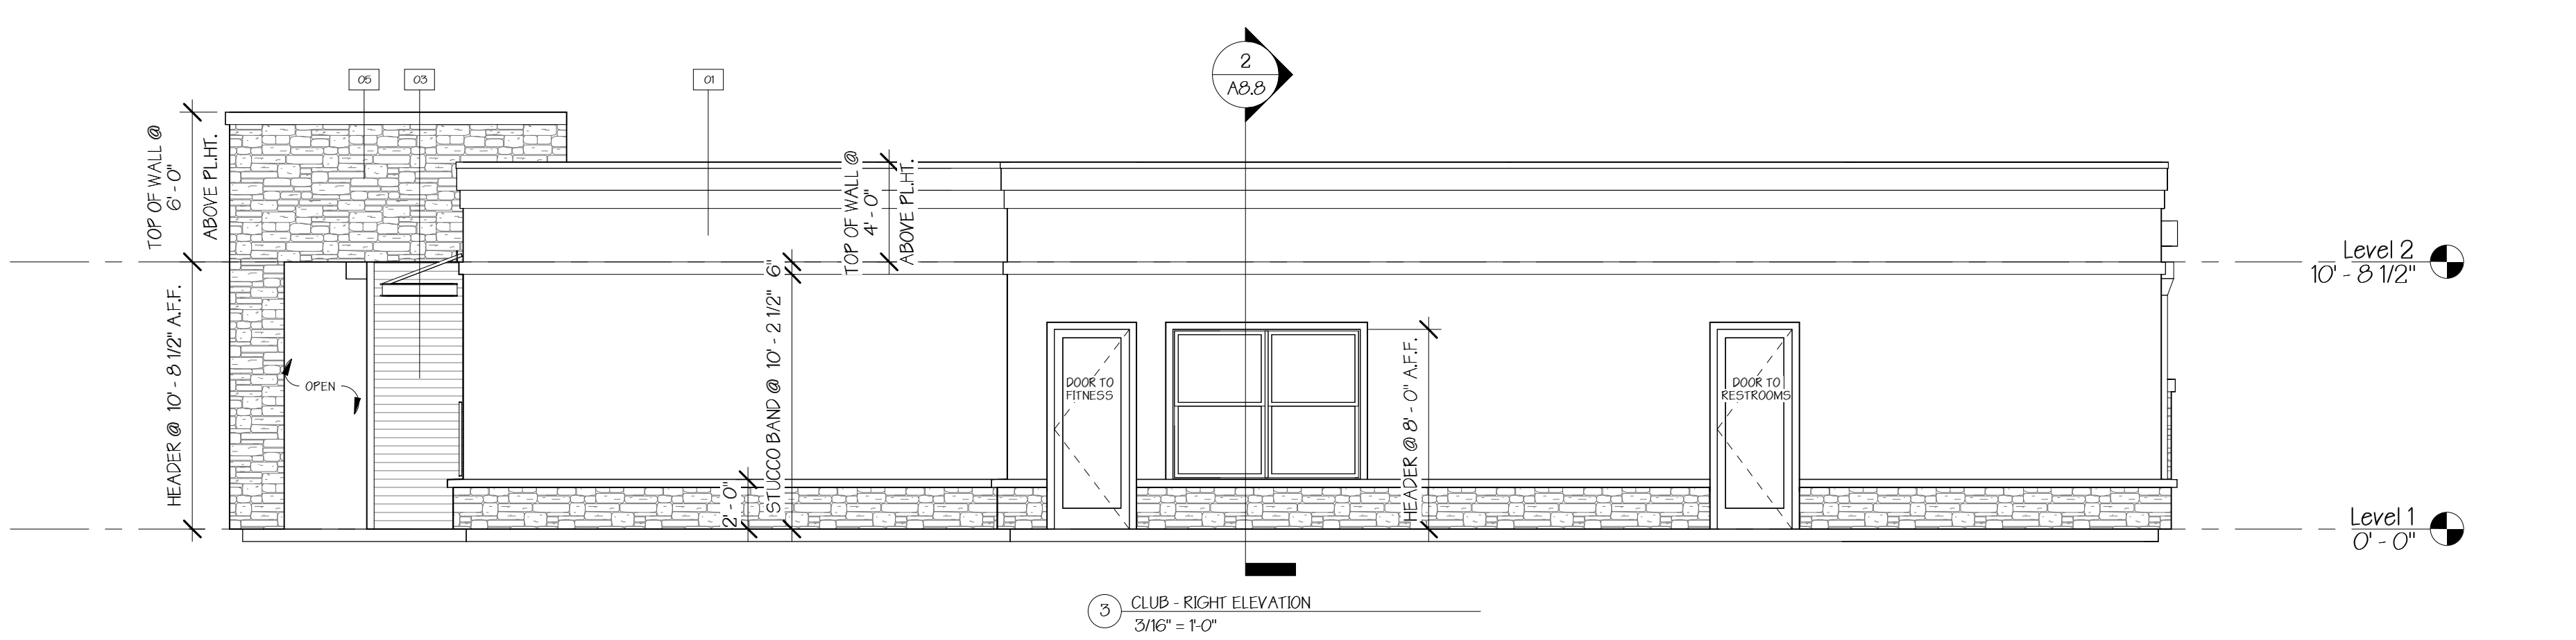 05
03
01
2
A8.8
TOP OF WALL @
6' - 0"
ABOVE PL.HT.
TOP OF WALL @
4' - 0"
ABOVE PL.HT.
Level 2
10' - 8 1/2"
HEADER @ 10' - 8 1/2" A.F.F.
OPEN
6"
STUCCO BAND @ 10' - 2 1/2"
2' - 0"
DOOR TO
FITNESS
HEADER @ 8' - 0" A.F.F.
DOOR TO
RESTROOMS
Level 1
0' - 0"
3
CLUB - RIGHT ELEVATION
3/16" = 1'-0"